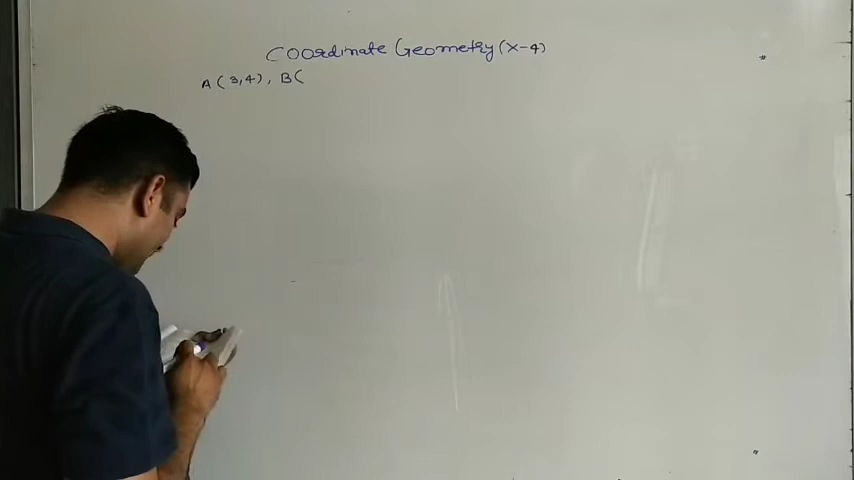 Coordinate Geometry (X-4)
A (3,4), B(